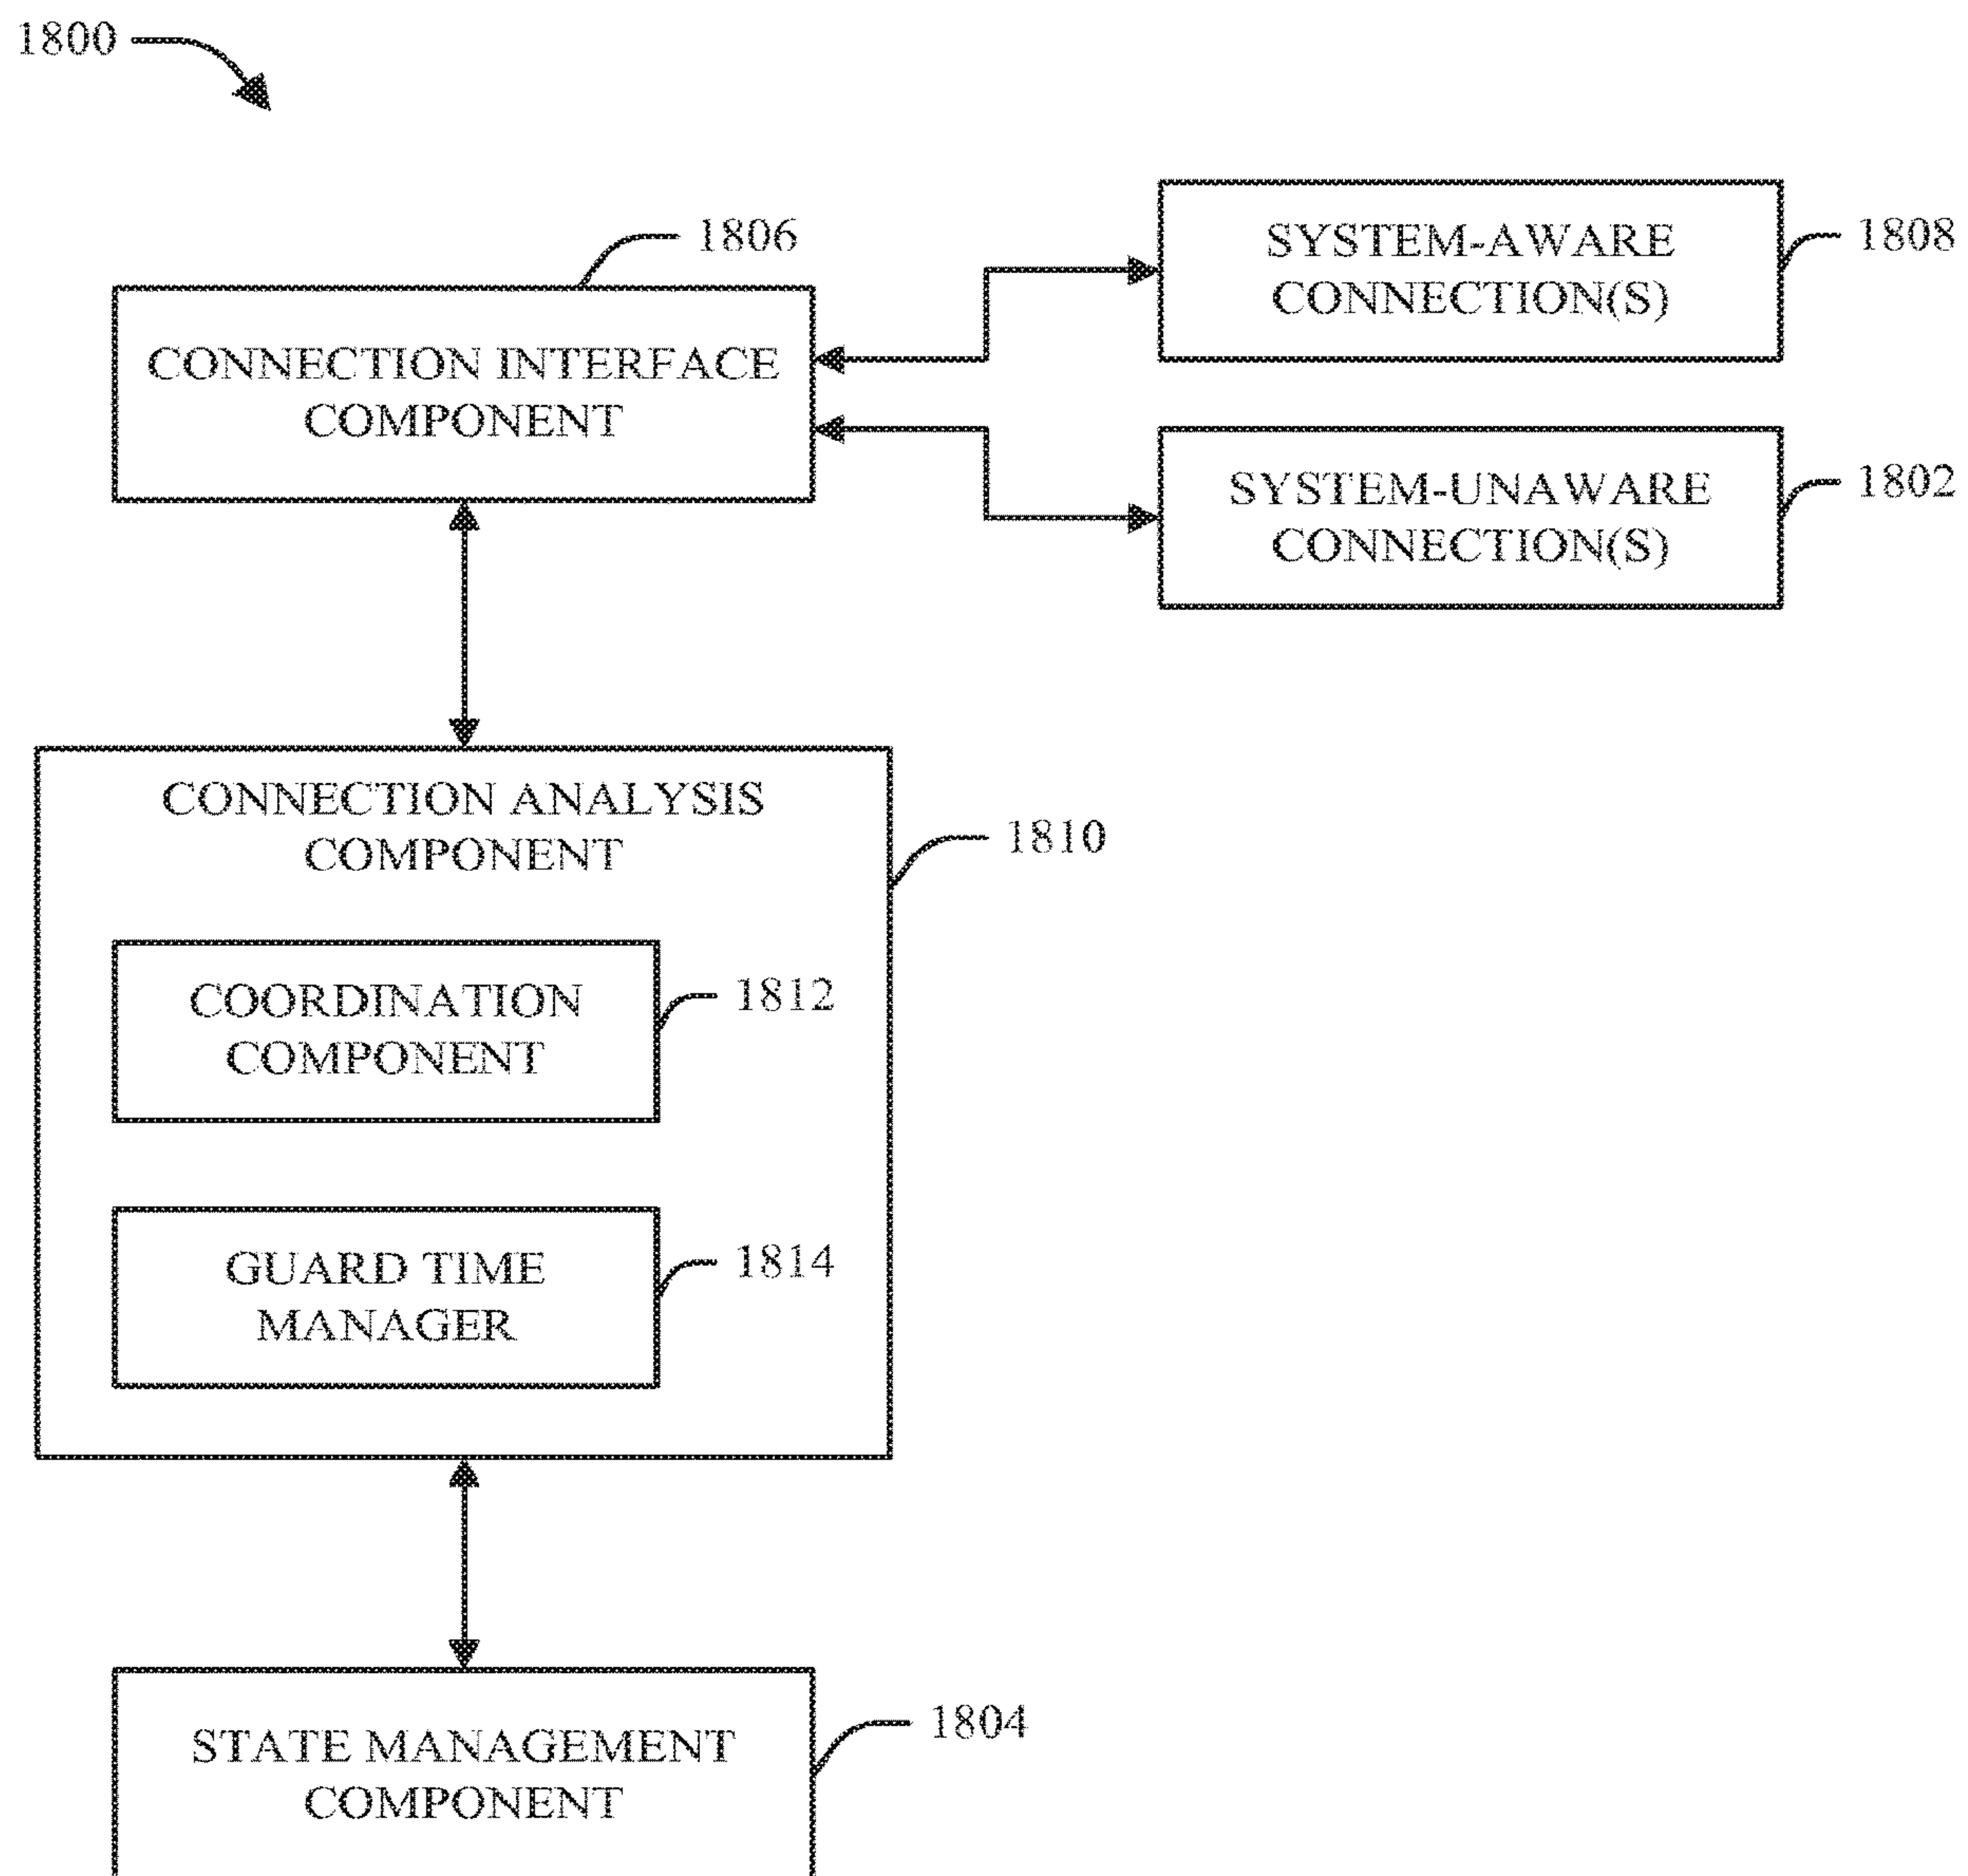 1800
1806
SYSTEM-AWARE
CONNECTION(S)
1808
CONNECTION INTERFACE
COMPONENT
SYSTEM-UNAWARE
CONNECTION(S)
1802
CONNECTION ANALYSIS
COMPONENT
1810
COORDINATION
COMPONENT
1812
GUARD TIME
MANAGER
1814
STATE MANAGEMENT
COMPONENT
1804